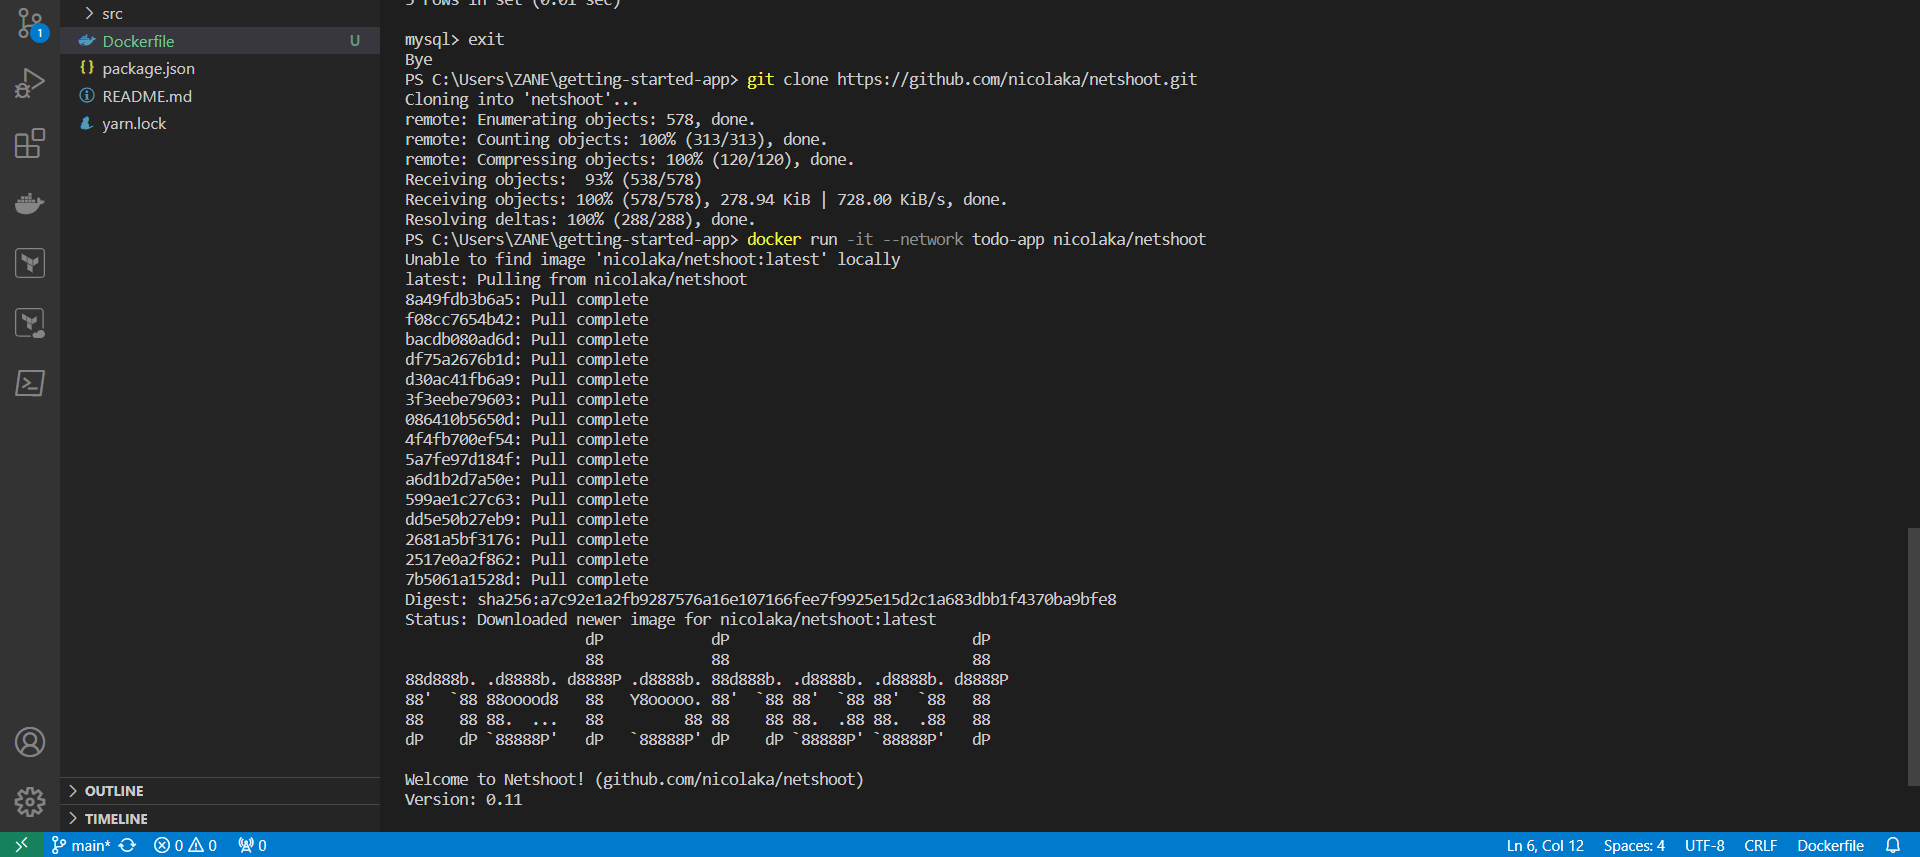 src
Dockerfile U
package.json
README.md
yarn.lock
OUTLINE
TIMELINE
1
5 rows in set (0.01 sec)
mysql> exit
Bye
PS C:\Users\ZANE\getting-started-app> git clone https://github.com/nicolaka/netshoot.git
Cloning into 'netshoot'...
remote: Enumerating objects: 578, done.
remote: Counting objects: 100% (313/313), done.
remote: Compressing objects: 100% (120/120), done.
Receiving objects:  93% (538/578)
Receiving objects: 100% (578/578), 278.94 KiB | 728.00 KiB/s, done.
Resolving deltas: 100% (288/288), done.
PS C:\Users\ZANE\getting-started-app> docker run -it --network todo-app nicolaka/netshoot
Unable to find image 'nicolaka/netshoot:latest' locally
latest: Pulling from nicolaka/netshoot
8a49fdb3b6a5: Pull complete
f08cc7654b42: Pull complete
bacdb080ad6d: Pull complete
df75a2676b1d: Pull complete
d30ac41fb6a9: Pull complete
3f3eebe79603: Pull complete
086410b5650d: Pull complete
4f4fb700ef54: Pull complete
5a7fe97d184f: Pull complete
a6d1b2d7a50e: Pull complete
599ae1c27c63: Pull complete
dd5e50b27eb9: Pull complete
2681a5bf3176: Pull complete
2517e0a2f862: Pull complete
7b5061a1528d: Pull complete
Digest: sha256:a7c92e1a2fb9287576a16e107166fee7f9925e15d2c1a683dbb1f4370ba9bfe8
Status: Downloaded newer image for nicolaka/netshoot:latest
                    dP            dP                           dP
                    88            88                           88
88d888b. .d8888b. d8888P .d8888b. 88d888b. .d8888b. .d8888b. d8888P
88'  `88 88ooood8   88   Y8ooooo. 88'  `88 88'  `88 88'  `88   88
88    88 88.  ...   88         88 88    88 88.  .88 88.  .88   88
dP    dP `88888P'   dP   `88888P' dP    dP `88888P' `88888P'   dP
Welcome to Netshoot! (github.com/nicolaka/netshoot)
Version: 0.11
main* 0 0 0 Ln 6, Col 12 Spaces: 4 UTF-8 CRLF Dockerfile